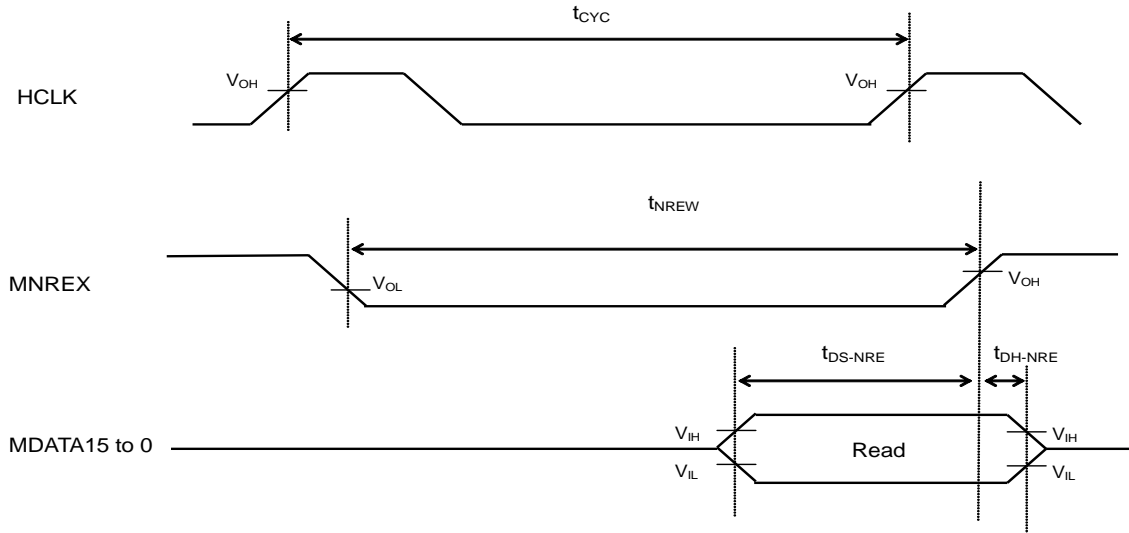 tCYC
VOH
VOH
HCLK
tNREW
MNREX
VOL
VOH
tDS-NRE
tDH-NRE
VIH
VIH
MDATA15 to 0
Read
VIL
VIL